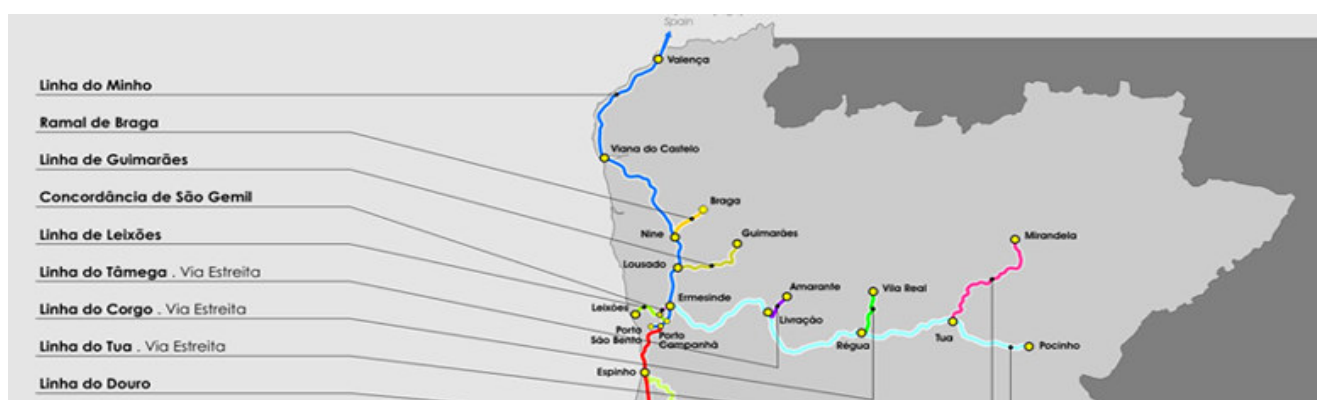 Spain
Valença
Linha do Minho
Ramal de Braga
Viana do Castelo
Linha de Guimarães
Concordância de São Gemil
Braga
Linha de Leixões
Nine
Guimarães
Mirandela
Lousado
Linha do Tâmega . Via Estreita
Amarante
Vila Real
Ermesinde
Leixões
Linha do Corgo . Via Estreita
Livração
Porto
São Bento
Porto
Campanhã
Régua
Tua
Pocinho
Linha do Tua . Via Estreita
Espinho
Linha do Douro